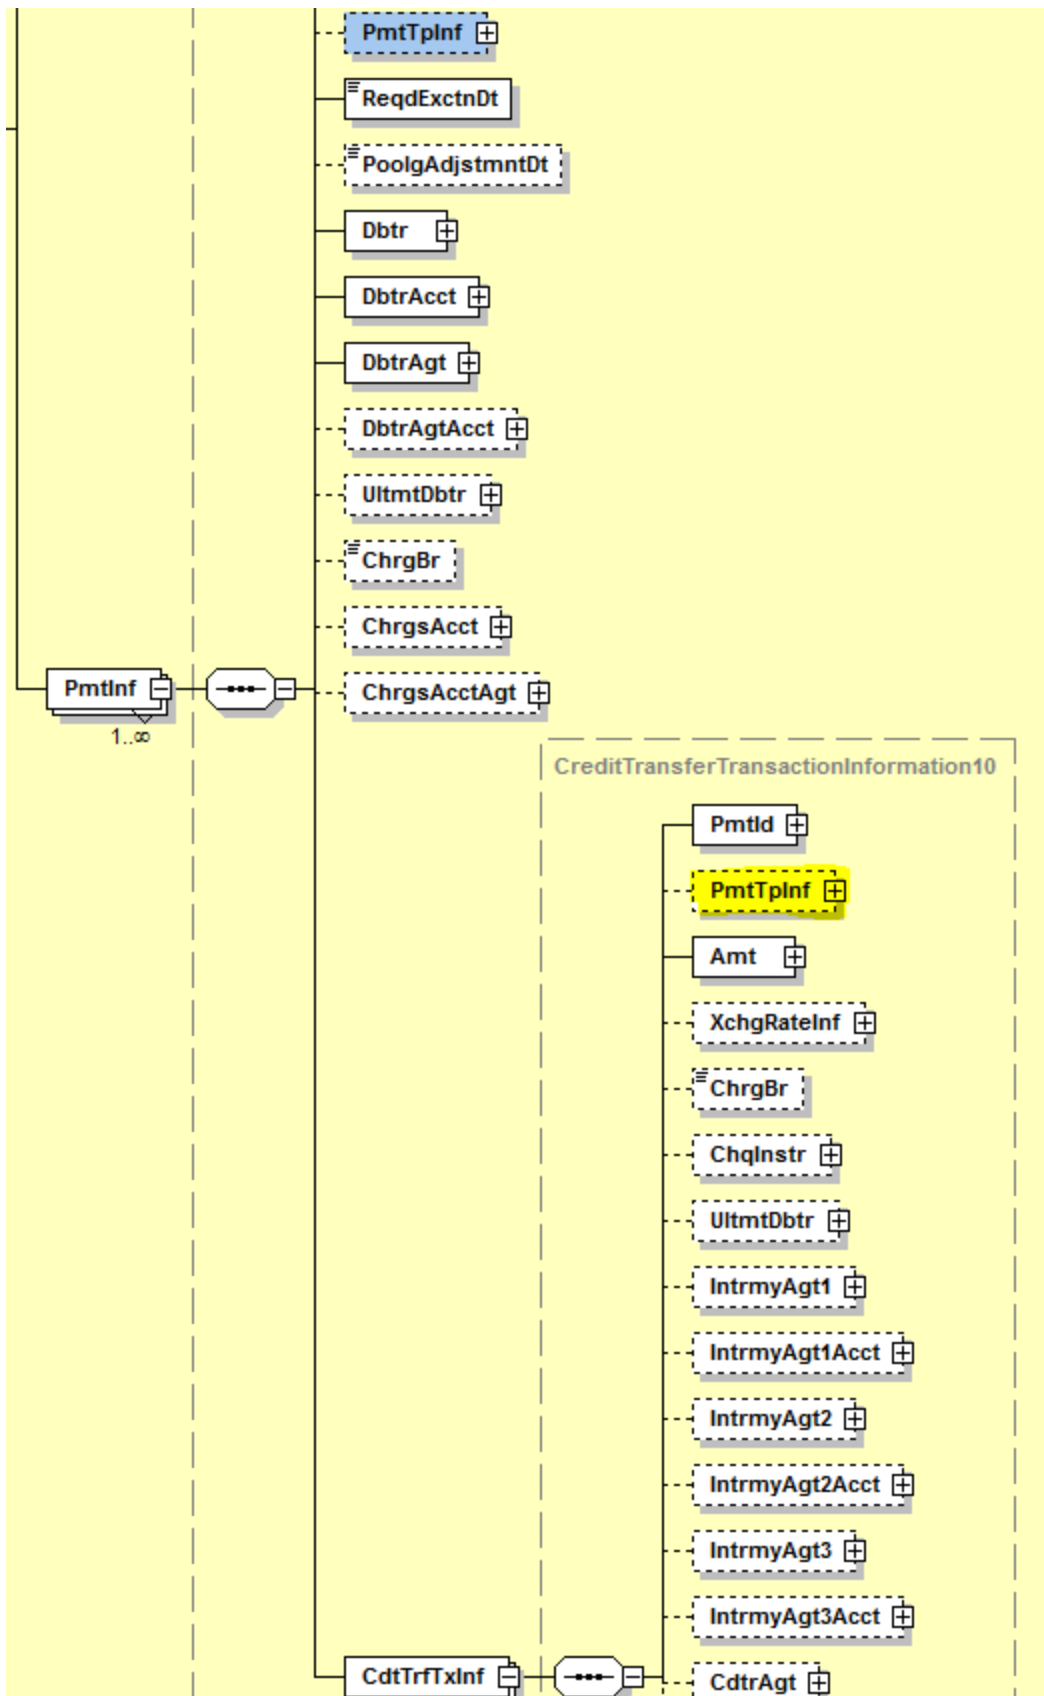 PmtTpInf
ReqdExctnDt
PoolgAdjstmntDt
Dbtr
DbtrAcct
DbtrAgt
DbtrAgtAcct
UltmtDbtr
ChrgBr
ChrgsAcct
PmtInf
ChrgsAcctAgt
1..∞
CreditTransferTransactionInformation10
PmtId
PmtTpInf
Amt
XchgRateInf
ChrgBr
ChqInstr
UltmtDbtr
IntrmyAgt1
IntrmyAgt1Acct
IntrmyAgt2
IntrmyAgt2Acct
IntrmyAgt3
IntrmyAgt3Acct
CdtTrfTxInf
CdtrAgt